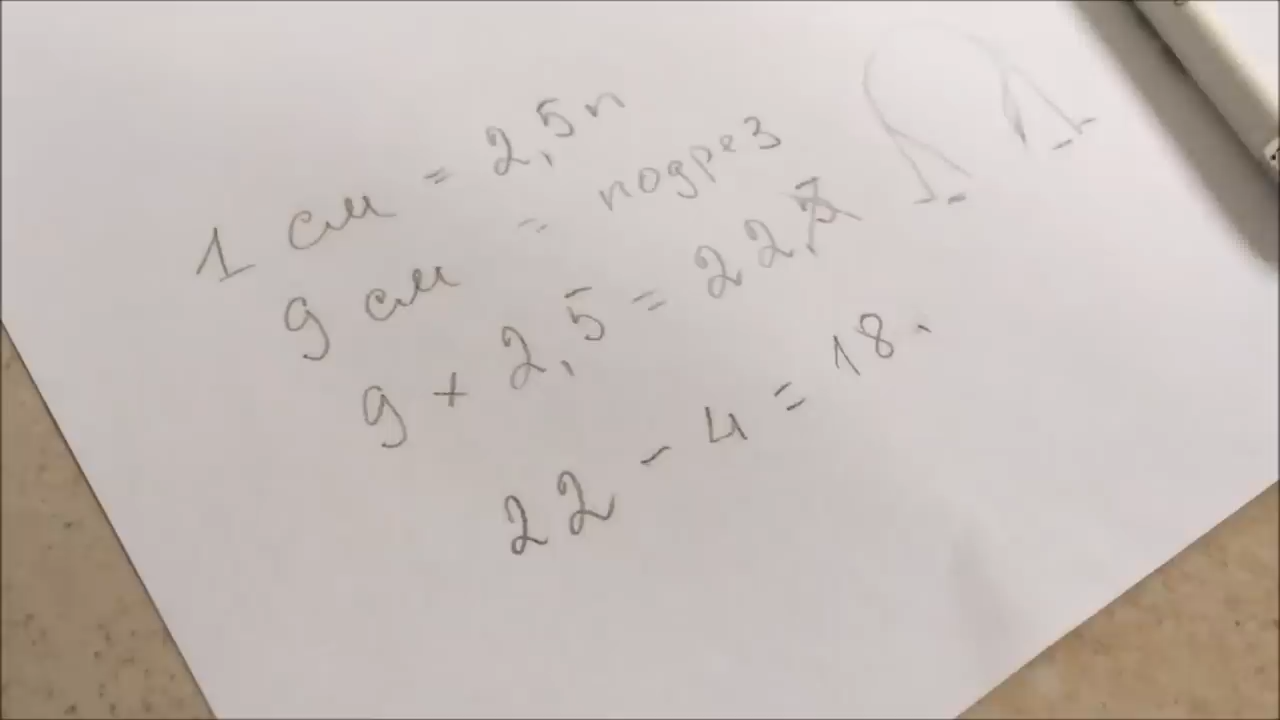 1 см = 2,5 п
9 см = подрез
9 × 2,5 = 22,5
22 - 4 = 18.